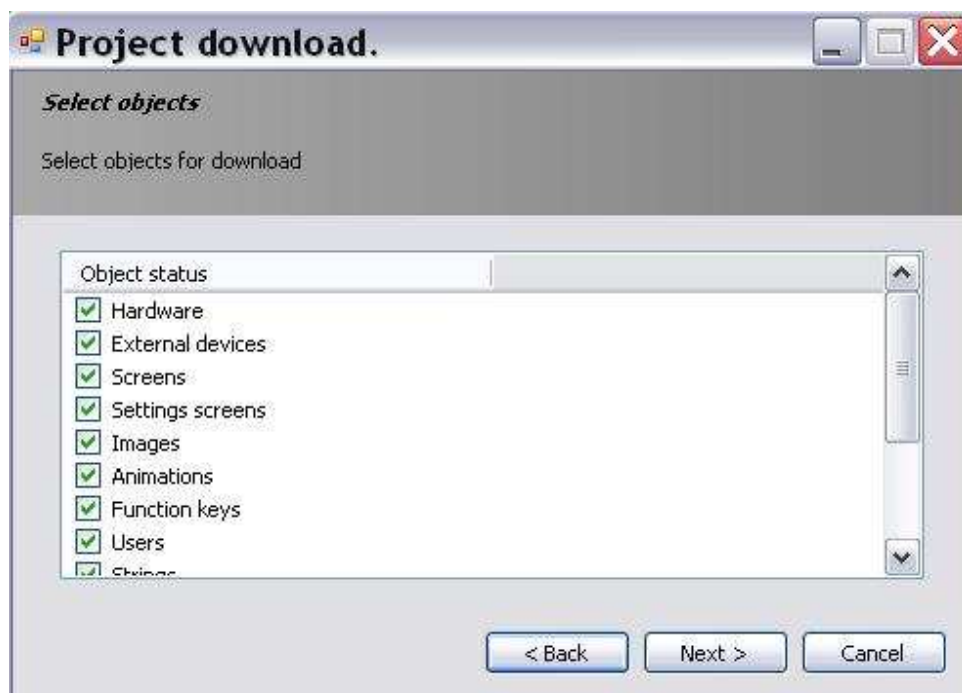 Project download.
Select objects
Select objects for download
Object status
Hardware
External devices
Screens
Settings screens
Images
Animations
Function keys
Users
Strings
< Back Next > Cancel